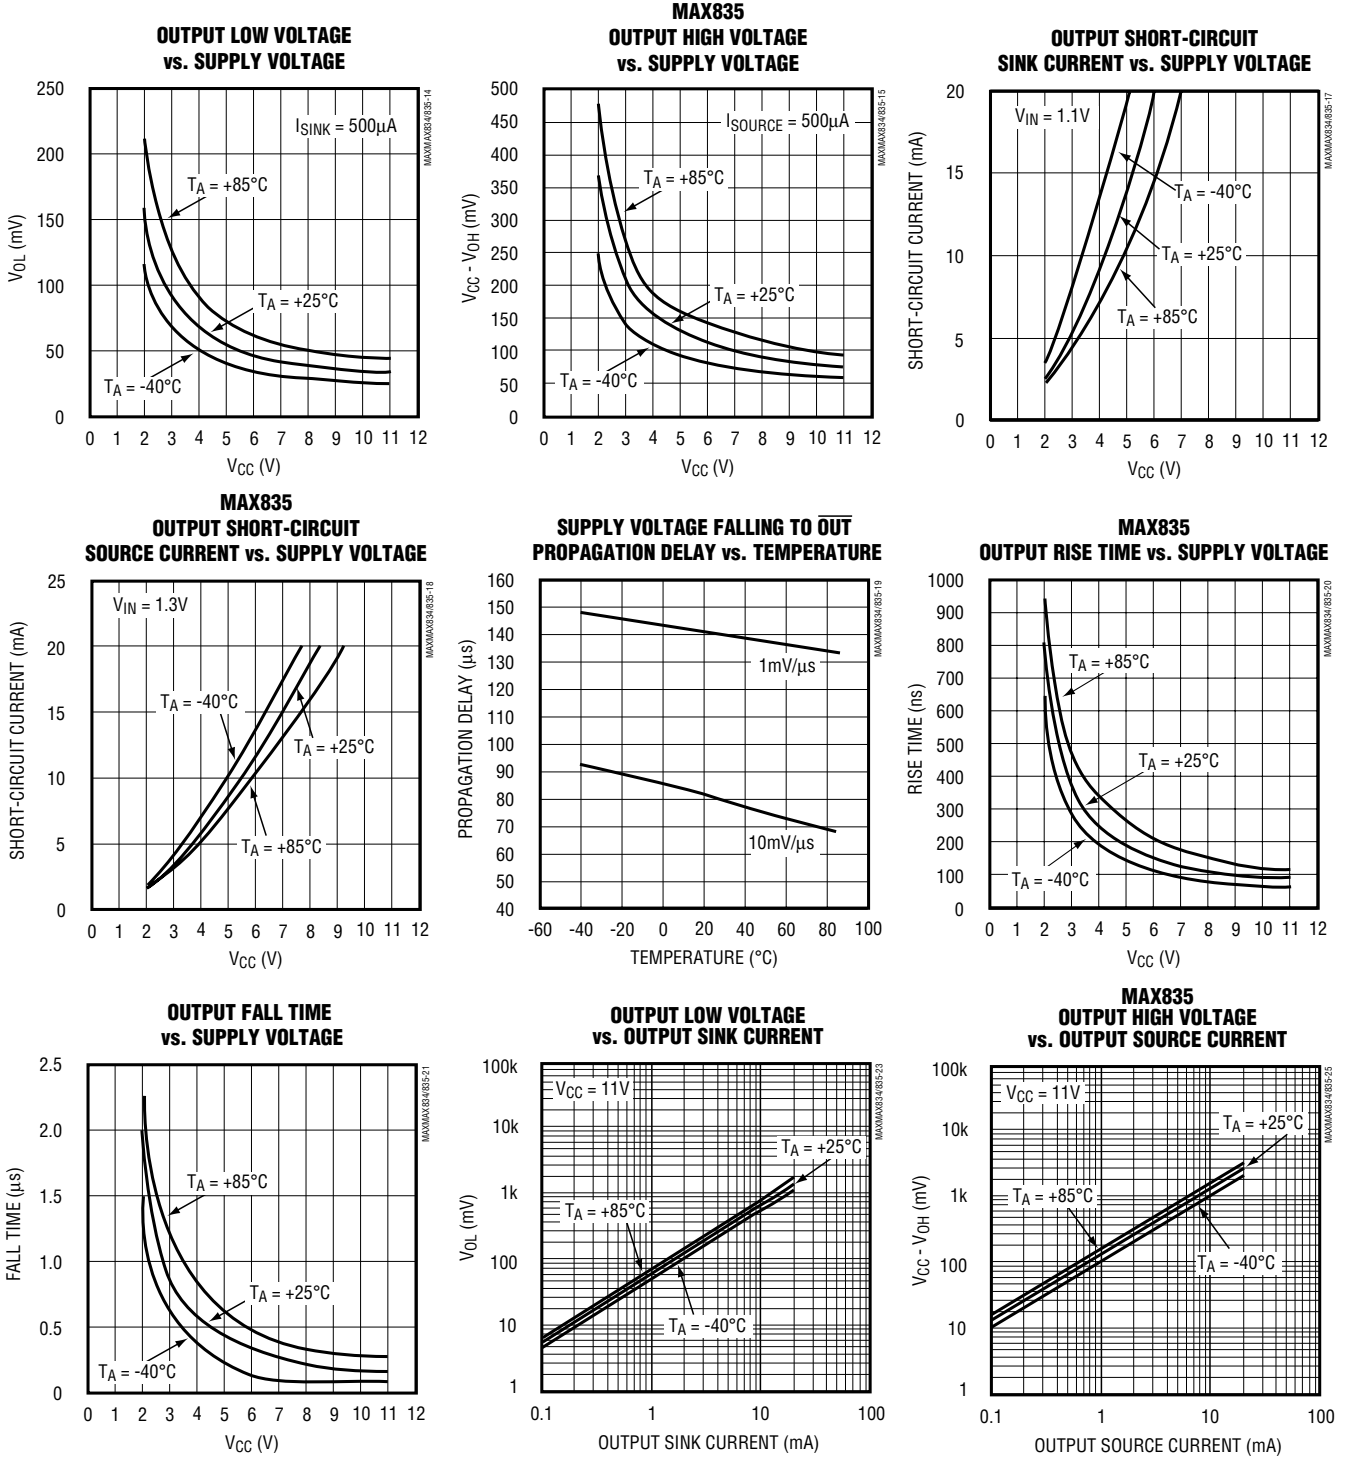 OUTPUT LOW VOLTAGE
vs. SUPPLY VOLTAGE
250
200
150
100
50
0
VOL (mV)
ISINK = 500µA
TA = +85°C
TA = +25°C
TA = -40°C
0 1 2 3 4 5 6 7 8 9 10 11 12
VCC (V)
MAXMAX834/835-14
MAX835
OUTPUT HIGH VOLTAGE
vs. SUPPLY VOLTAGE
500
450
400
350
300
250
200
150
100
50
0
VCC - VOH (mV)
ISOURCE = 500µA
TA = +85°C
TA = +25°C
TA = -40°C
0 1 2 3 4 5 6 7 8 9 10 11 12
VCC (V)
MAXMAX834/835-15
OUTPUT SHORT-CIRCUIT
SINK CURRENT vs. SUPPLY VOLTAGE
20
15
10
5
0
SHORT-CIRCUIT CURRENT (mA)
VIN = 1.1V
TA = -40°C
TA = +25°C
TA = +85°C
0 1 2 3 4 5 6 7 8 9 10 11 12
VCC (V)
MAXMAX834/835-17
MAX835
OUTPUT SHORT-CIRCUIT
SOURCE CURRENT vs. SUPPLY VOLTAGE
25
20
15
10
5
0
SHORT-CIRCUIT CURRENT (mA)
VIN = 1.3V
TA = -40°C
TA = +25°C
TA = +85°C
0 1 2 3 4 5 6 7 8 9 10 11 12
VCC (V)
MAXMAX834/835-18
SUPPLY VOLTAGE FALLING TO OUT
PROPAGATION DELAY vs. TEMPERATURE
160
150
140
130
120
110
100
90
80
70
60
50
40
PROPAGATION DELAY (µs)
1mV/µs
10mV/µs
-60 -40 -20 0 20 40 60 80 100
TEMPERATURE (°C)
MAXMAX834/835-19
MAX835
OUTPUT RISE TIME vs. SUPPLY VOLTAGE
1000
900
800
700
600
500
400
300
200
100
0
RISE TIME (ns)
TA = +85°C
TA = +25°C
TA = -40°C
0 1 2 3 4 5 6 7 8 9 10 11 12
VCC (V)
MAXMAX834/835-20
OUTPUT FALL TIME
vs. SUPPLY VOLTAGE
2.5
2.0
1.5
1.0
0.5
0
FALL TIME (µs)
TA = +85°C
TA = +25°C
TA = -40°C
0 1 2 3 4 5 6 7 8 9 10 11 12
VCC (V)
MAXMAX834/835-21
OUTPUT LOW VOLTAGE
vs. OUTPUT SINK CURRENT
100k
10k
1k
100
10
1
VOL (mV)
VCC = 11V
TA = +25°C
TA = +85°C
TA = -40°C
0.1 1 10 100
OUTPUT SINK CURRENT (mA)
MAXMAX834/835-23
MAX835
OUTPUT HIGH VOLTAGE
vs. OUTPUT SOURCE CURRENT
100k
10k
1k
100
10
1
VCC - VOH (mV)
VCC = 11V
TA = +25°C
TA = +85°C
TA = -40°C
0.1 1 10 100
OUTPUT SOURCE CURRENT (mA)
MAXMAX834/835-25